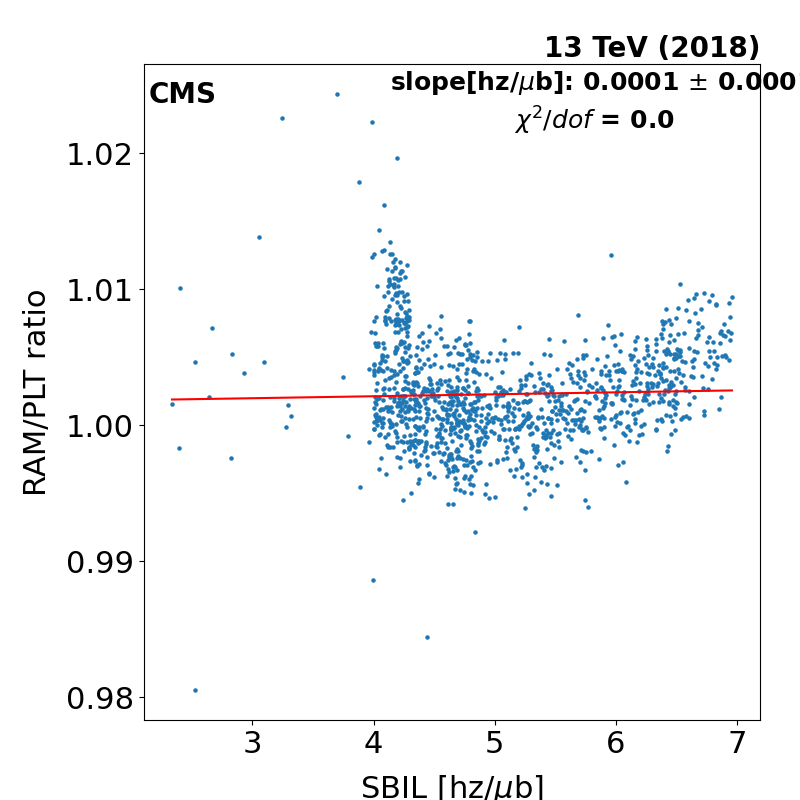 13 TeV (2018)
CMS
slope[hz/μb]: 0.0001 ± 0.000
χ²/dof = 0.0
1.02
1.01
1.00
0.99
0.98
RAM/PLT ratio
3 4 5 6 7
SBIL [hz/μb]